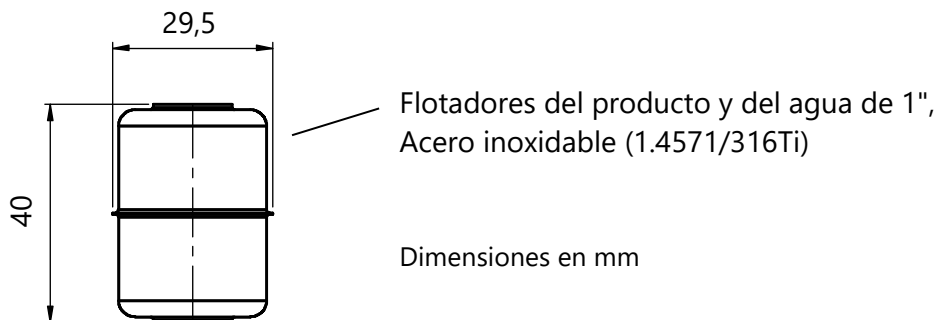 29,5
Flotadores del producto y del agua de 1",
Acero inoxidable (1.4571/316Ti)
40
Dimensiones en mm